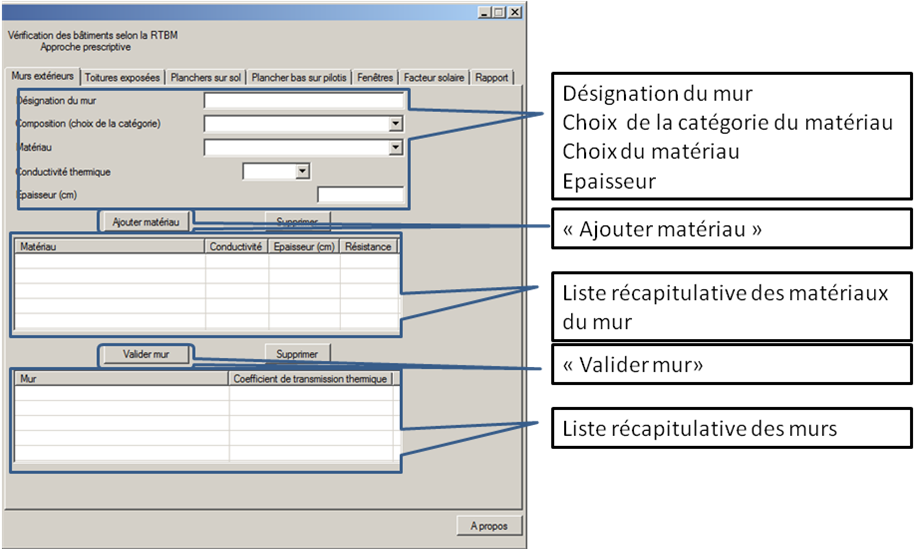 Vérification des bâtiments selon la RTBM
Approche prescriptive
Murs extérieurs Toitures exposées Planchers sur sol Plancher bas sur pilotis Fenêtres Facteur solaire Rapport
Désignation du mur
Composition (choix de la catégorie)
Matériau
Conductivité thermique
Epaisseur (cm)
Ajouter matériau Supprimer
Matériau Conductivité Epaisseur (cm) Résistance
Valider mur Supprimer
Mur Coefficient de transmission thermique
A propos
Désignation du mur
Choix de la catégorie du matériau
Choix du matériau
Epaisseur
« Ajouter matériau »
Liste récapitulative des matériaux
du mur
« Valider mur»
Liste récapitulative des murs